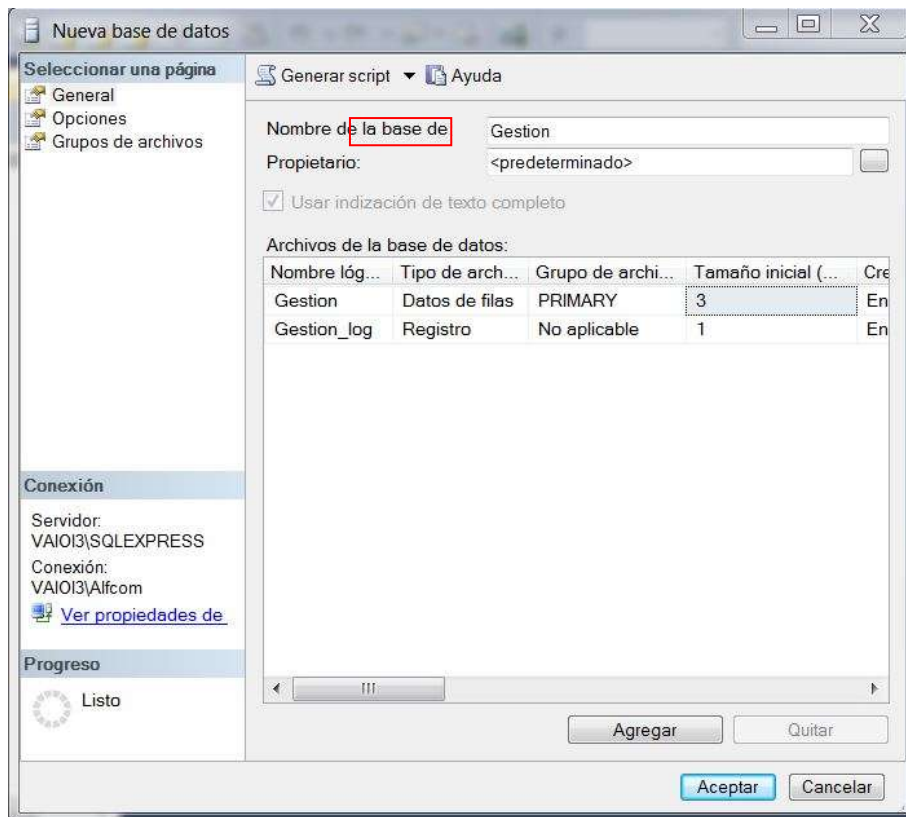 Nueva base de datos
Seleccionar una página
General
Opciones
Grupos de archivos
Generar script Ayuda
Nombre de la base de Gestion
Propietario: <predeterminado>
Usar indización de texto completo
Archivos de la base de datos:
Nombre lóg... Tipo de arch... Grupo de archi... Tamaño inicial (... Cre
Gestion Datos de filas PRIMARY 3 En
Gestion_log Registro No aplicable 1 En
Conexión
Servidor:
VAIOI3\SQLEXPRESS
Conexión:
VAIOI3\Alfcom
Ver propiedades de
Progreso
Listo
Agregar Quitar
Aceptar Cancelar